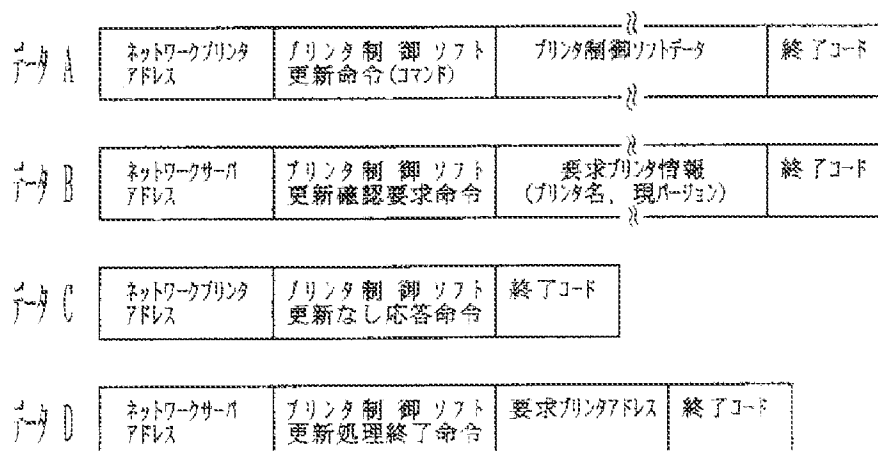 データ A
ネットワークプリンタ
アドレス
プリンタ制 御 ソフト
更新命令(コマンド)
プリンタ制御ソフトデータ
終了コード
データ B
ネットワークサーバ
アドレス
プリンタ制 御 ソフト
更新確認要求命令
要求プリンタ情報
(プリンタ名、現バージョン)
終了コード
データ C
ネットワークプリンタ
アドレス
プリンタ制 御 ソフト
更新なし応答命令
終了コード
データ D
ネットワークサーバ
アドレス
プリンタ制 御 ソフト
更新処理終了命令
要求プリンタアドレス
終了コード